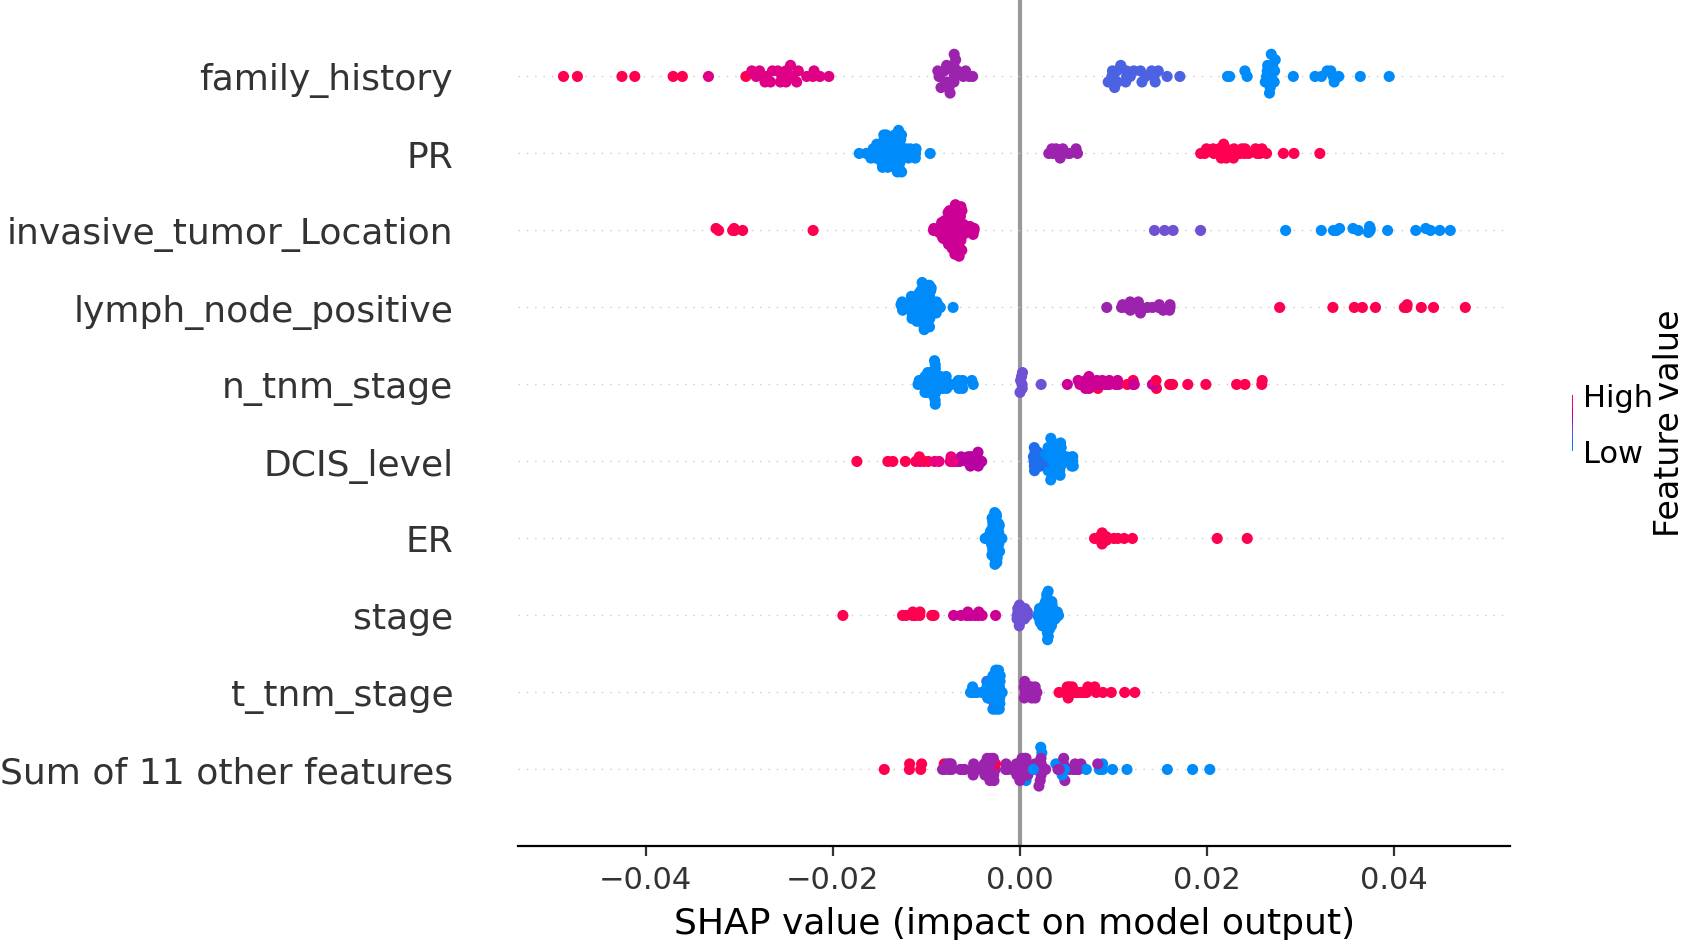 family_history
PR
invasive_tumor_Location
lymph_node_positive
n_tnm_stage
DCIS_level
ER
stage
t_tnm_stage
Sum of 11 other features
−0.04 −0.02 0.00 0.02 0.04
SHAP value (impact on model output)
High
Low
Feature value